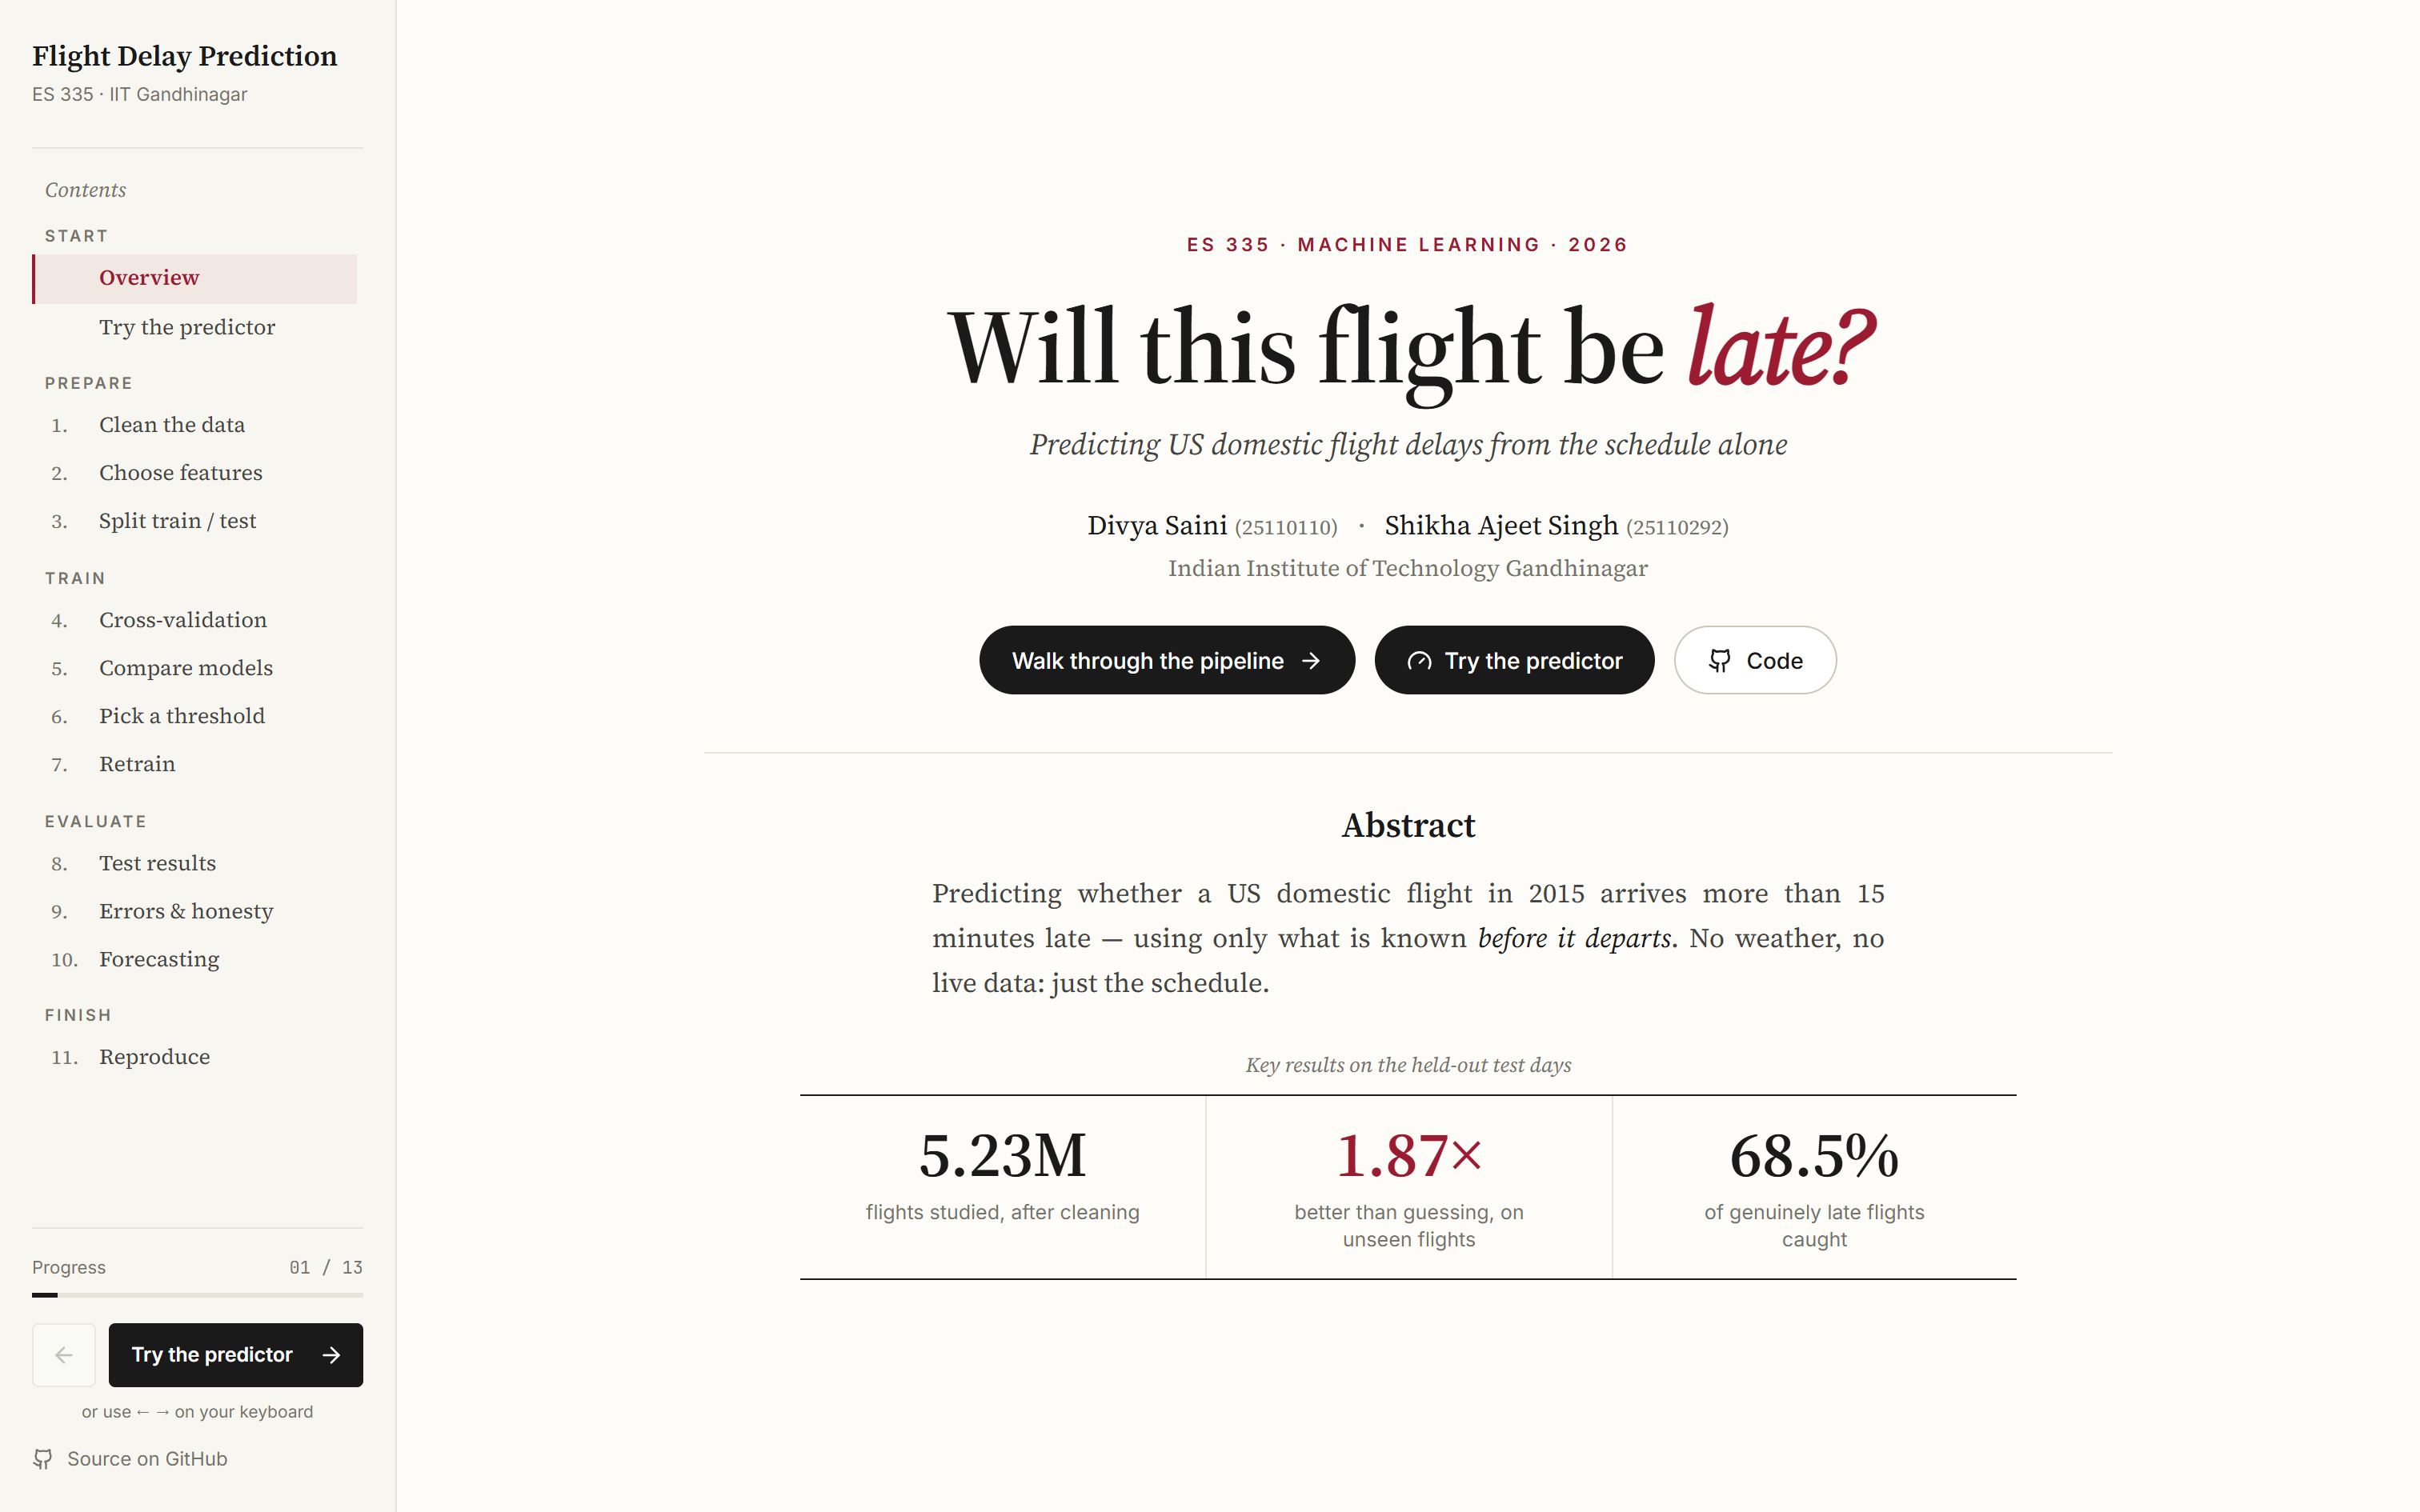 Flight Delay Prediction
ES 335 · IIT Gandhinagar
Contents
START
Overview
Try the predictor
PREPARE
1. Clean the data
2. Choose features
3. Split train / test
TRAIN
4. Cross-validation
5. Compare models
6. Pick a threshold
7. Retrain
EVALUATE
8. Test results
9. Errors & honesty
10. Forecasting
FINISH
11. Reproduce
Progress 01 / 13
Try the predictor →
or use ← → on your keyboard
Source on GitHub
ES 335 · MACHINE LEARNING · 2026
Will this flight be late?
Predicting US domestic flight delays from the schedule alone
Divya Saini (25110110) · Shikha Ajeet Singh (25110292)
Indian Institute of Technology Gandhinagar
Walk through the pipeline → Try the predictor Code
Abstract
Predicting whether a US domestic flight in 2015 arrives more than 15
minutes late — using only what is known before it departs. No weather, no
live data: just the schedule.
Key results on the held-out test days
5.23M
flights studied, after cleaning
1.87×
better than guessing, on
unseen flights
68.5%
of genuinely late flights
caught